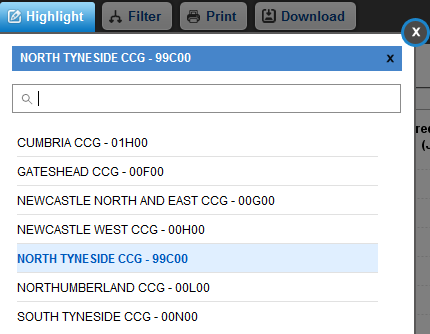 Highlight
Filter
Print
Download
X
NORTH TYNESIDE CCG - 99C00
x
CUMBRIA CCG - 01H00
GATESHEAD CCG - 00F00
NEWCASTLE NORTH AND EAST CCG - 00G00
NEWCASTLE WEST CCG - 00H00
NORTH TYNESIDE CCG - 99C00
NORTHUMBERLAND CCG - 00L00
SOUTH TYNESIDE CCG - 00N00